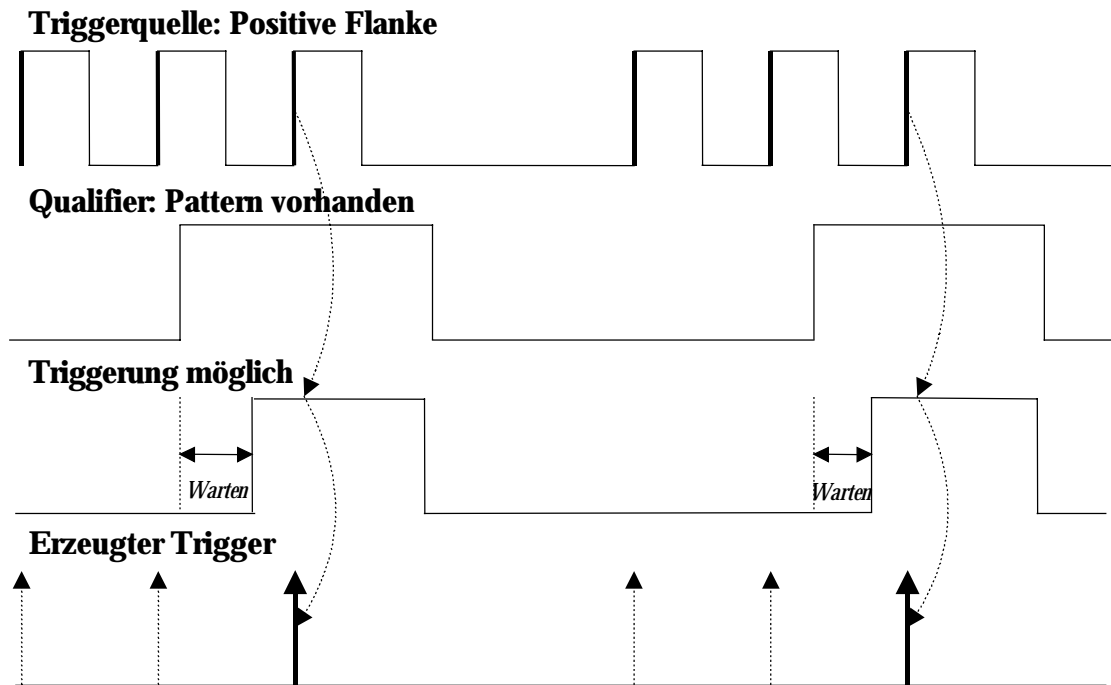 Triggerquelle: Positive Flanke
Qualifier: Pattern vorhanden
Triggerung möglich
Warten
Warten
Erzeugter Trigger